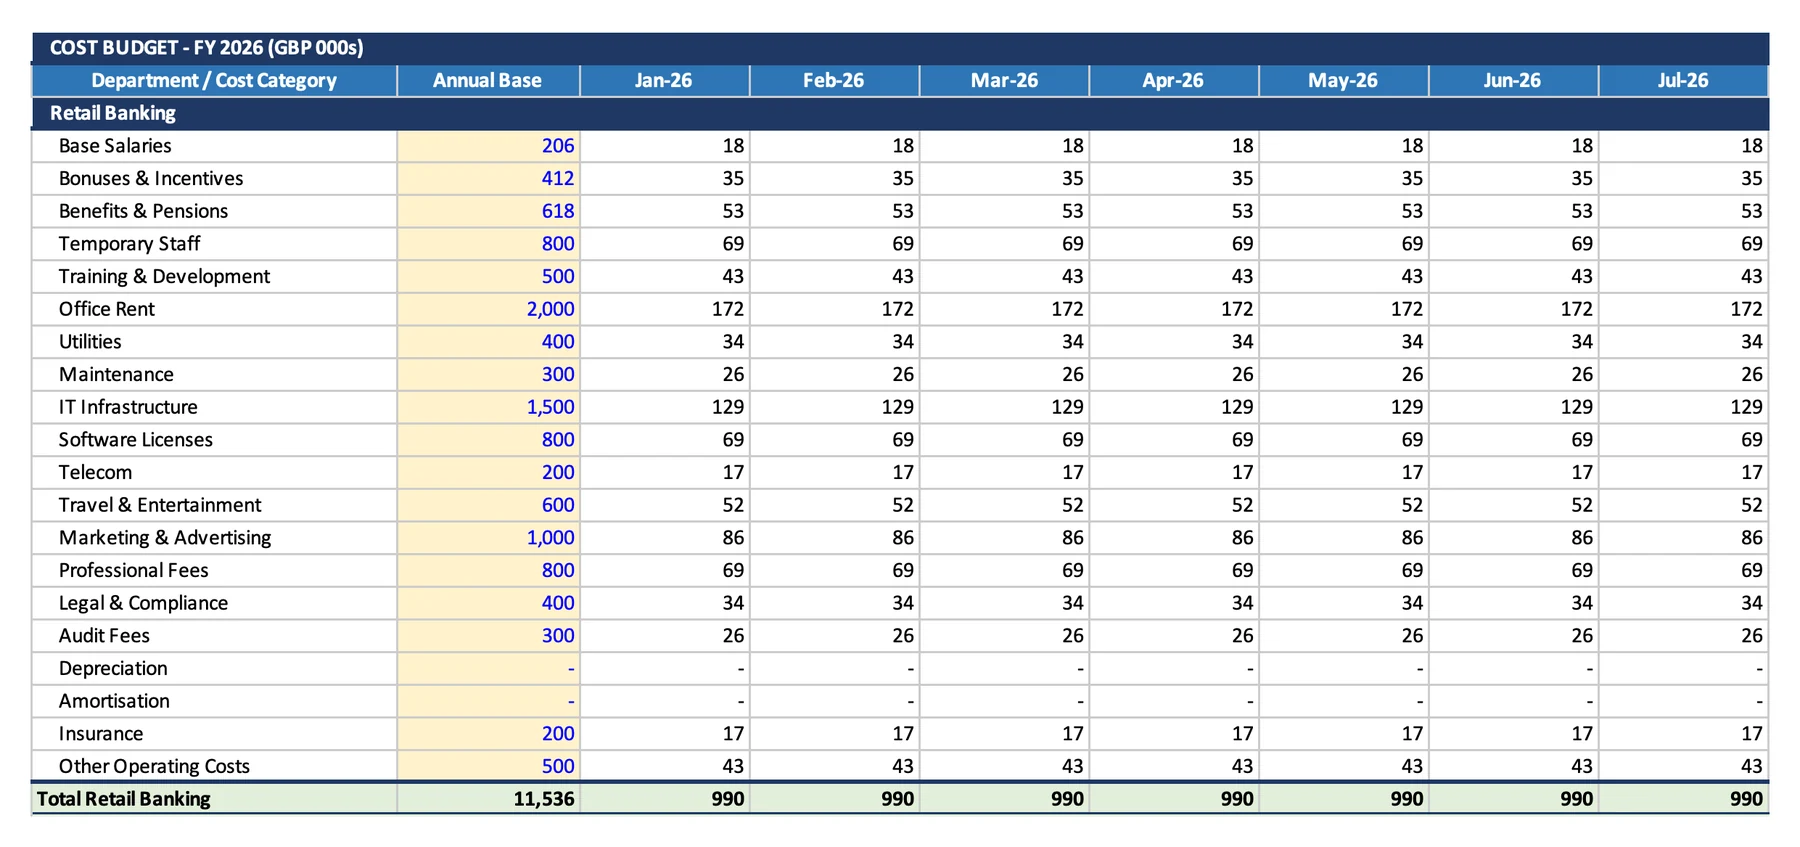 COST BUDGET - FY 2026 (GBP 000s)
Department / Cost Category Annual Base Jan-26 Feb-26 Mar-26 Apr-26 May-26 Jun-26 Jul-26
Retail Banking
Base Salaries 206 18 18 18 18 18 18 18
Bonuses & Incentives 412 35 35 35 35 35 35 35
Benefits & Pensions 618 53 53 53 53 53 53 53
Temporary Staff 800 69 69 69 69 69 69 69
Training & Development 500 43 43 43 43 43 43 43
Office Rent 2,000 172 172 172 172 172 172 172
Utilities 400 34 34 34 34 34 34 34
Maintenance 300 26 26 26 26 26 26 26
IT Infrastructure 1,500 129 129 129 129 129 129 129
Software Licenses 800 69 69 69 69 69 69 69
Telecom 200 17 17 17 17 17 17 17
Travel & Entertainment 600 52 52 52 52 52 52 52
Marketing & Advertising 1,000 86 86 86 86 86 86 86
Professional Fees 800 69 69 69 69 69 69 69
Legal & Compliance 400 34 34 34 34 34 34 34
Audit Fees 300 26 26 26 26 26 26 26
Depreciation - - - - - - - -
Amortisation - - - - - - - -
Insurance 200 17 17 17 17 17 17 17
Other Operating Costs 500 43 43 43 43 43 43 43
Total Retail Banking 11,536 990 990 990 990 990 990 990